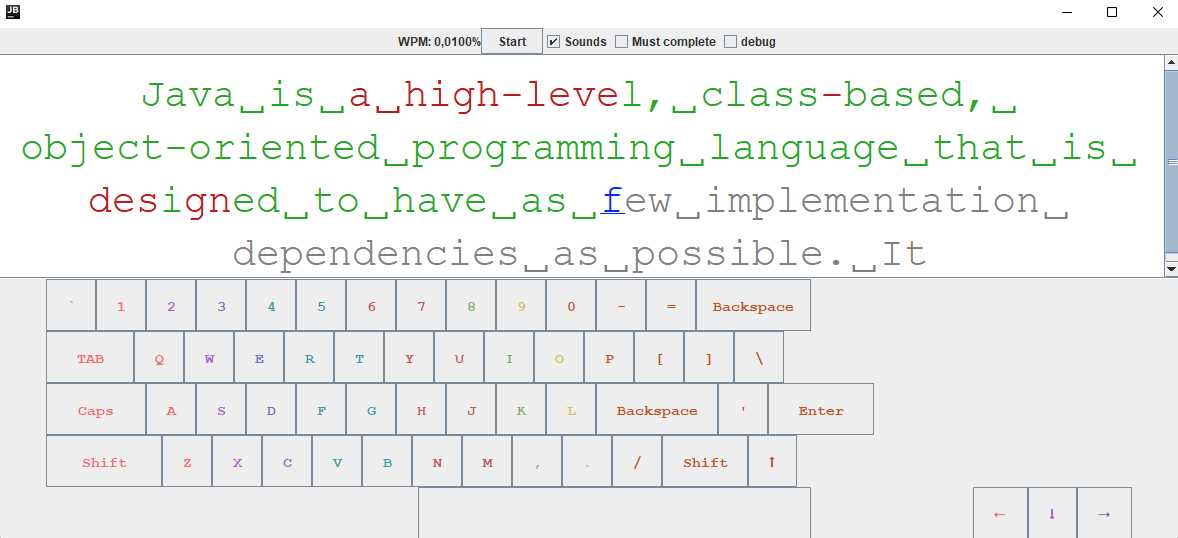 JB
WPM: 0,0100% Start Sounds Must complete debug
Java␣is␣a␣high-level,␣class-based,␣
object-oriented␣programming␣language␣that␣is␣
designed␣to␣have␣as␣few␣implementation␣
dependencies␣as␣possible.␣It
` 1 2 3 4 5 6 7 8 9 0 - = Backspace
TAB Q W E R T Y U I O P [ ] \
Caps A S D F G H J K L Backspace ' Enter
Shift Z X C V B N M , . / Shift ↑
← ↓ →